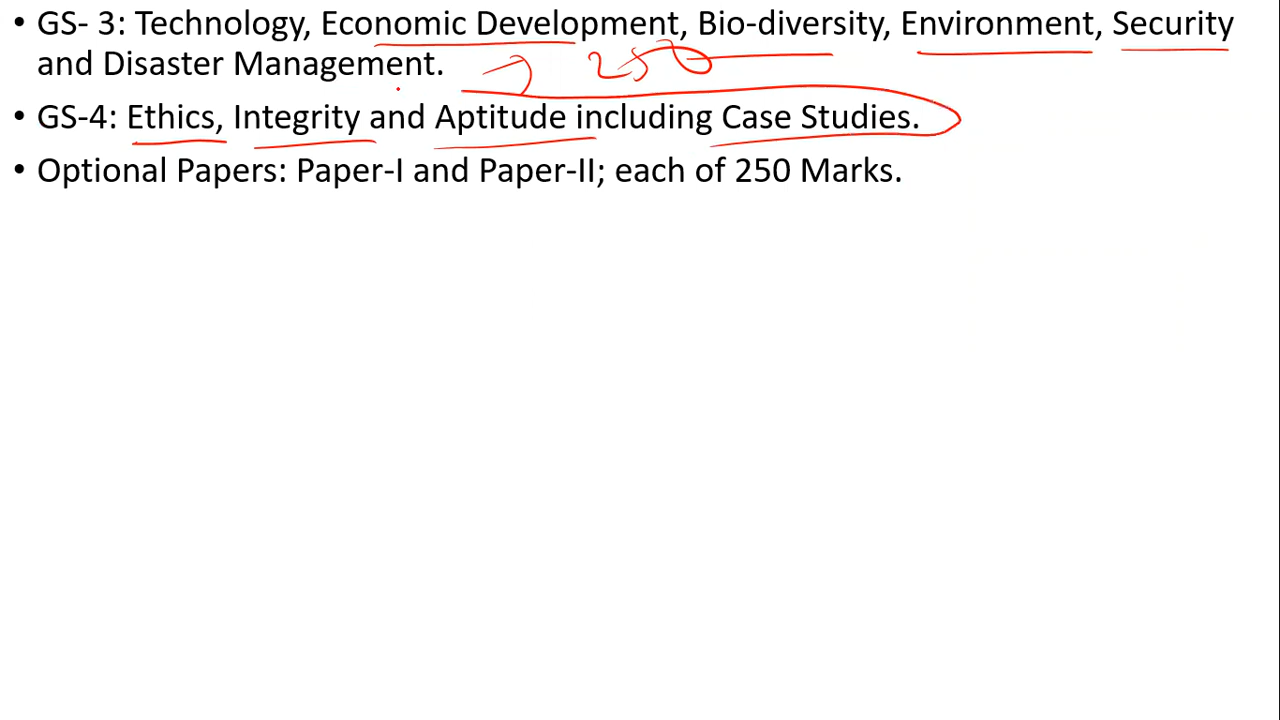 • GS- 3: Technology, Economic Development, Bio-diversity, Environment, Security
and Disaster Management.
250
• GS-4: Ethics, Integrity and Aptitude including Case Studies.
• Optional Papers: Paper-I and Paper-II; each of 250 Marks.